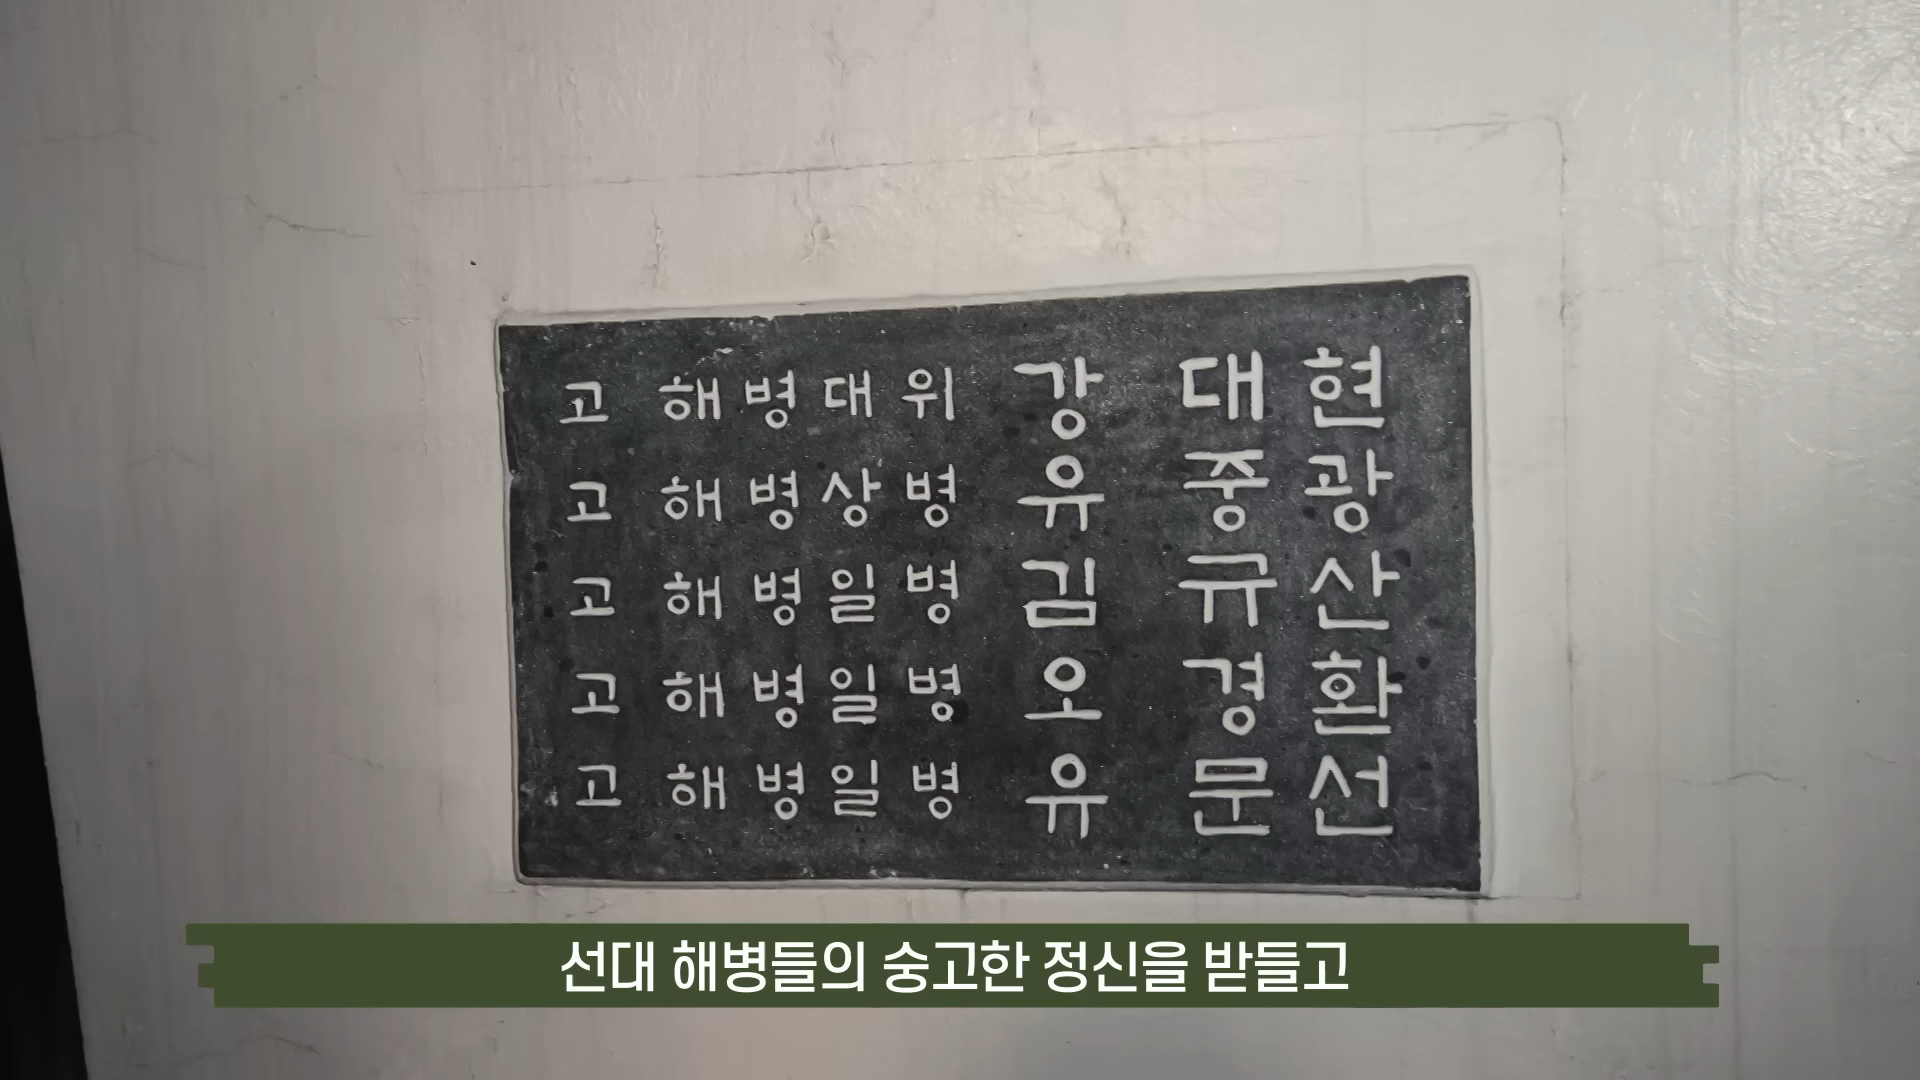 고 해병대위 강 대현
고 해병상병 유 중광
고 해병일병 김 규산
고 해병일병 오 경환
고 해병일병 유 문선
선대 해병들의 숭고한 정신을 받들고